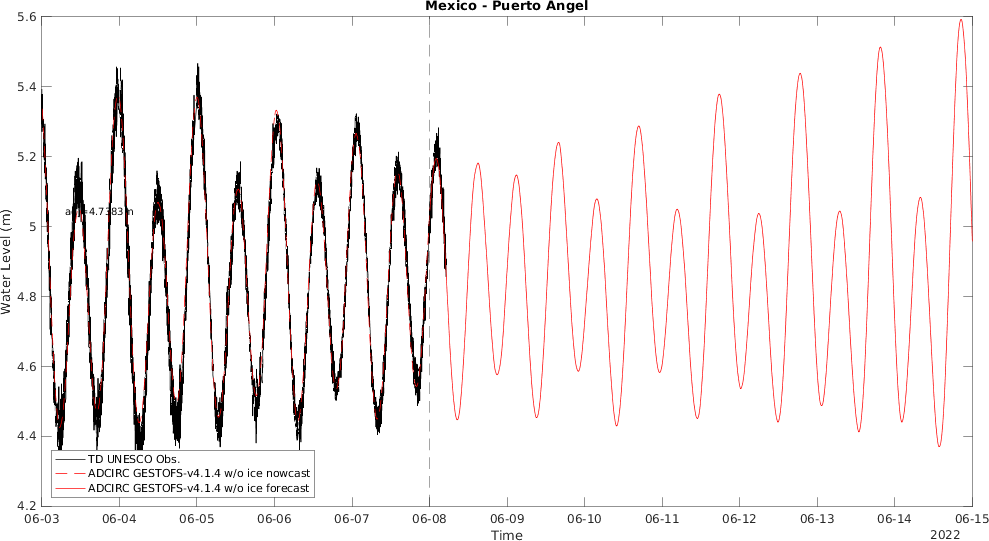 Mexico - Puerto Angel
Water Level (m)
5.6
5.4
5.2
5
4.8
4.6
4.4
4.2
=4.7383 m
TD UNESCO Obs.
ADCIRC GESTOFS-v4.1.4 w/o ice nowcast
ADCIRC GESTOFS-v4.1.4 w/o ice forecast
06-03 06-04 06-05 06-06 06-07 06-08 06-09 06-10 06-11 06-12 06-13 06-14 06-15
Time
2022